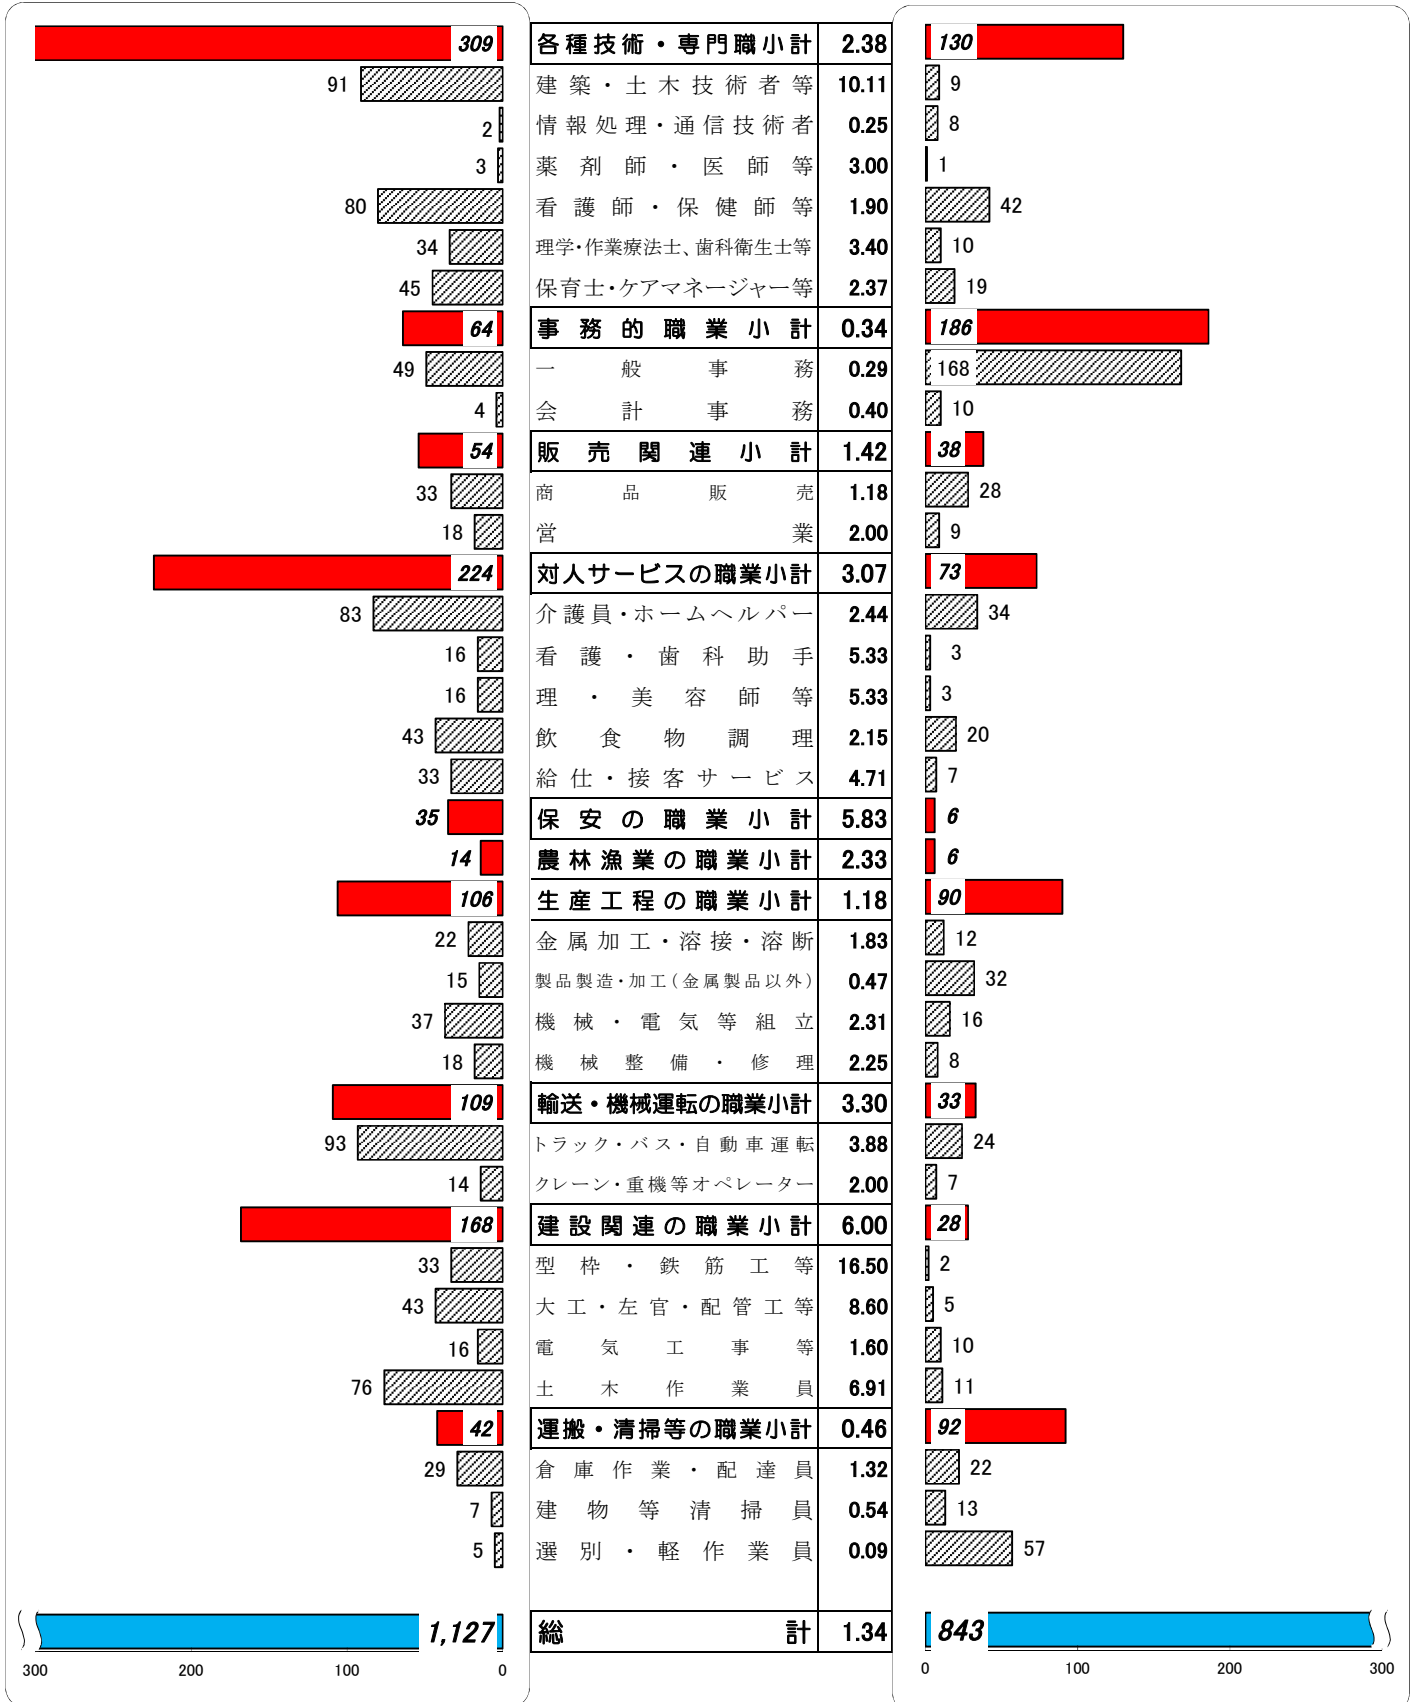 309 各種技術・専門職小計 2.38 130
91 建築・土木技術者等 10.11 9
2 情報処理・通信技術者 0.25 8
3 薬剤師・医師等 3.00 1
80 看護師・保健師等 1.90 42
34 理学・作業療法士、歯科衛生士等 3.40 10
45 保育士・ケアマネージャー等 2.37 19
64 事務的職業小計 0.34 186
49 一般事務 0.29 168
4 会計事務 0.40 10
54 販売関連小計 1.42 38
33 商品販売 1.18 28
18 営業 2.00 9
224 対人サービスの職業小計 3.07 73
83 介護員・ホームヘルパー 2.44 34
16 看護・歯科助手 5.33 3
16 理・美容師等 5.33 3
43 飲食物調理 2.15 20
33 給仕・接客サービス 4.71 7
35 保安の職業小計 5.83 6
14 農林漁業の職業小計 2.33 6
106 生産工程の職業小計 1.18 90
22 金属加工・溶接・溶断 1.83 12
15 製品製造・加工(金属製品以外) 0.47 32
37 機械・電気等組立 2.31 16
18 機械整備・修理 2.25 8
109 輸送・機械運転の職業小計 3.30 33
93 トラック・バス・自動車運転 3.88 24
14 クレーン・重機等オペレーター 2.00 7
168 建設関連の職業小計 6.00 28
33 型枠・鉄筋工等 16.50 2
43 大工・左官・配管工等 8.60 5
16 電気工事等 1.60 10
76 土木作業員 6.91 11
42 運搬・清掃等の職業小計 0.46 92
29 倉庫作業・配達員 1.32 22
7 建物等清掃員 0.54 13
5 選別・軽作業員 0.09 57
1,127 総計 1.34 843
300 200 100 0 0 100 200 300